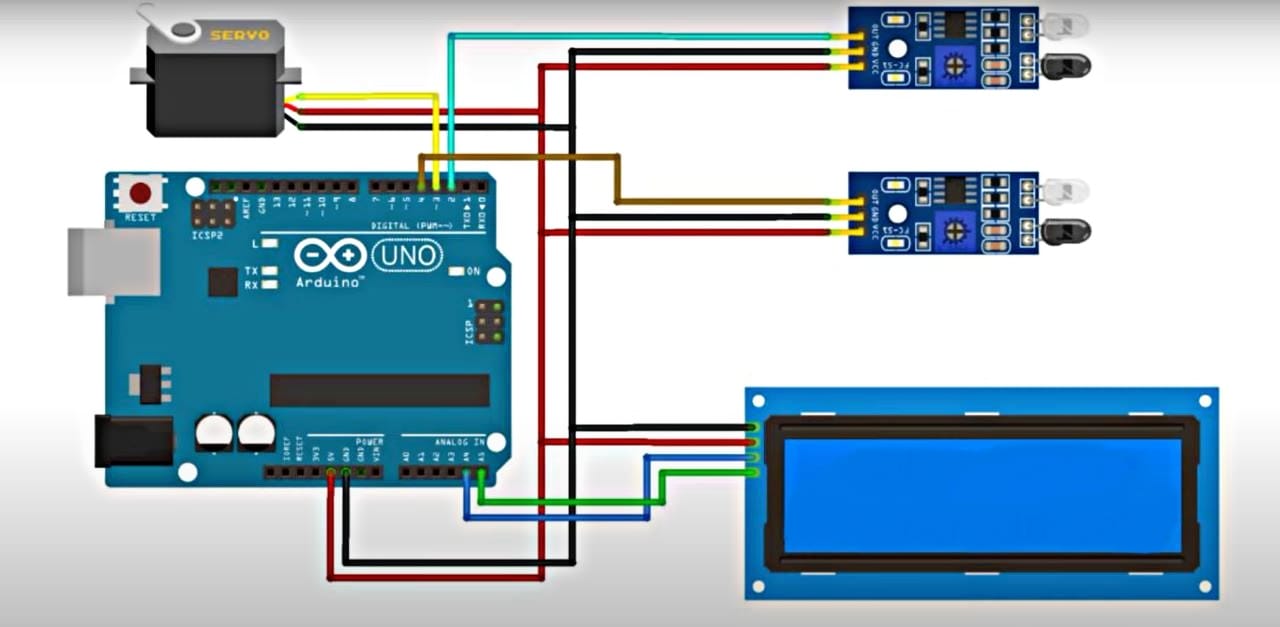 SERVO
OUT GND VCC
FC-51
OUT GND VCC
FC-51
RESET
ICSP2
AREF
GND
13
12
~11
~10
~9
8
7
~6
~5
4
~3
2
TX0▶1
RX0◀0
DIGITAL (PWM=~)
L
TX
RX
UNO
Arduino™
ON
1
ICSP
POWER
ANALOG IN
IOREF
RESET
3V3
5V
GND
GND
VIN
A0
A1
A2
A3
A4
A5